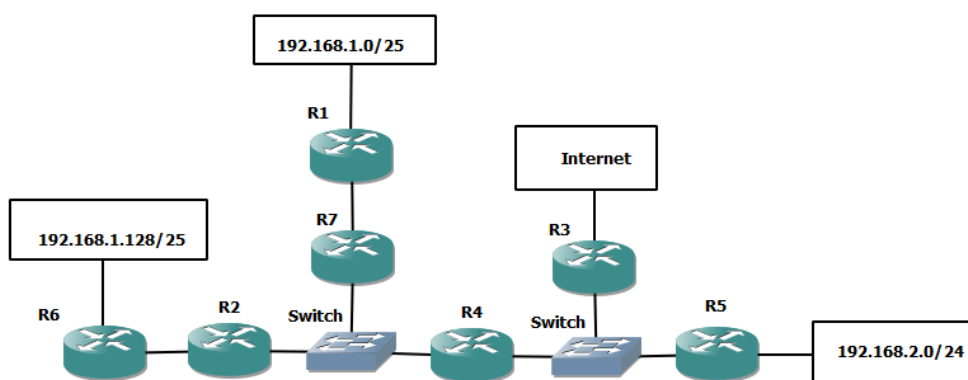 192.168.1.0/25
R1
Internet
R7
R3
192.168.1.128/25
R6
R2
Switch
R4
Switch
R5
192.168.2.0/24